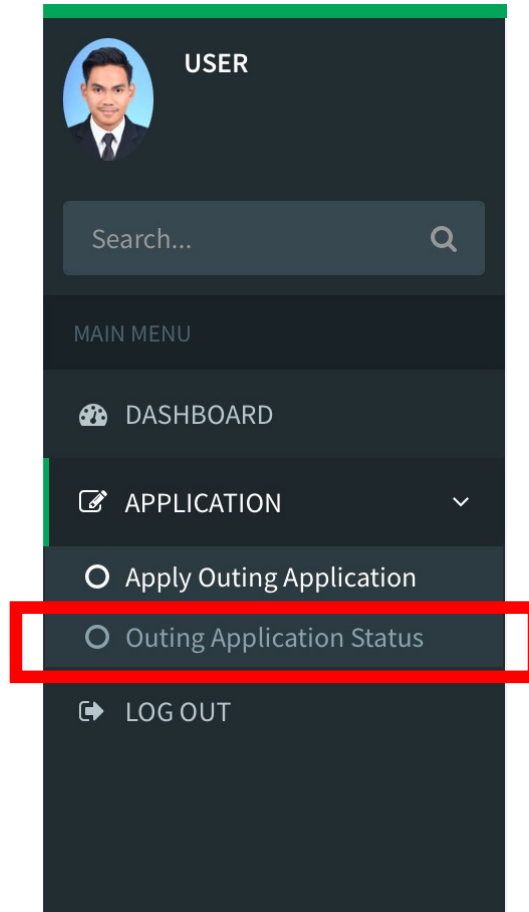 USER
Search...
MAIN MENU
DASHBOARD
APPLICATION
Apply Outing Application
Outing Application Status
LOG OUT